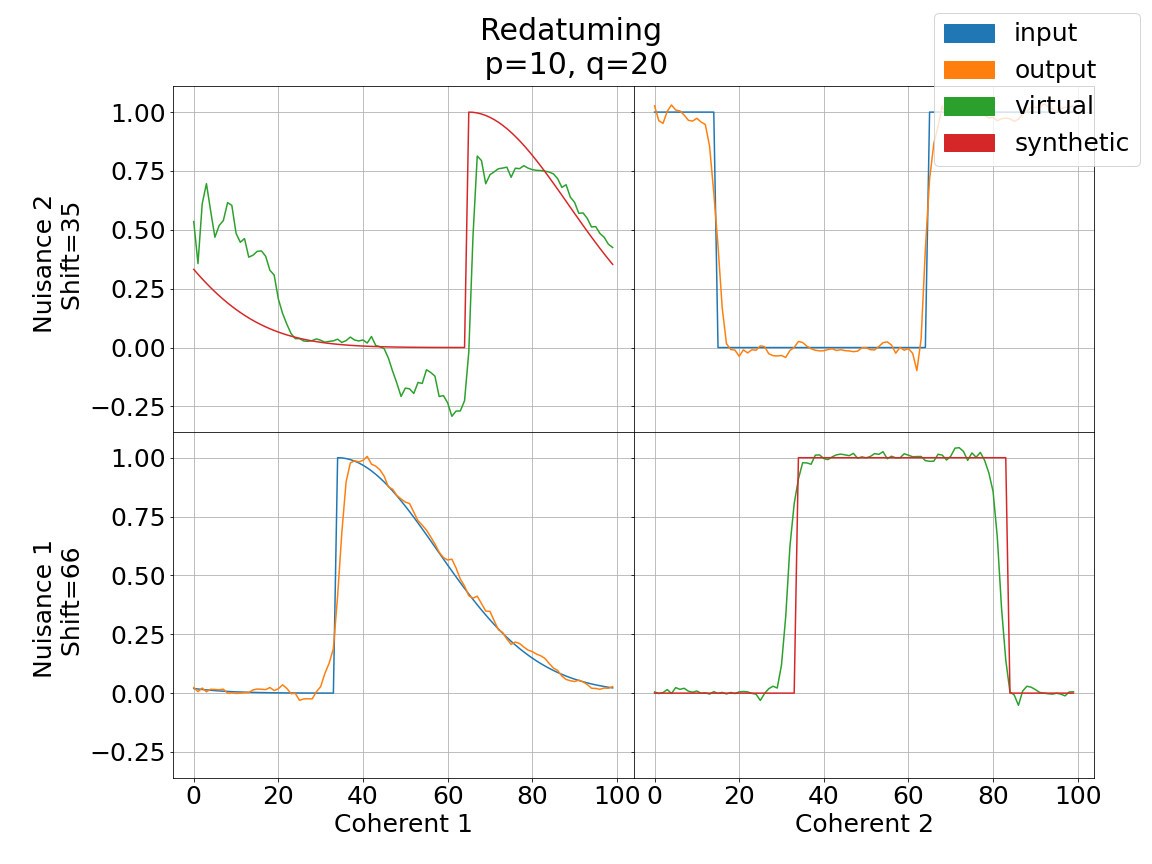 Redatuming
p=10, q=20
input
output
virtual
synthetic
Nuisance 2
Shift=35
1.00
0.75
0.50
0.25
0.00
−0.25
Nuisance 1
Shift=66
1.00
0.75
0.50
0.25
0.00
−0.25
0 20 40 60 80 100
0 20 40 60 80 100
Coherent 1
Coherent 2